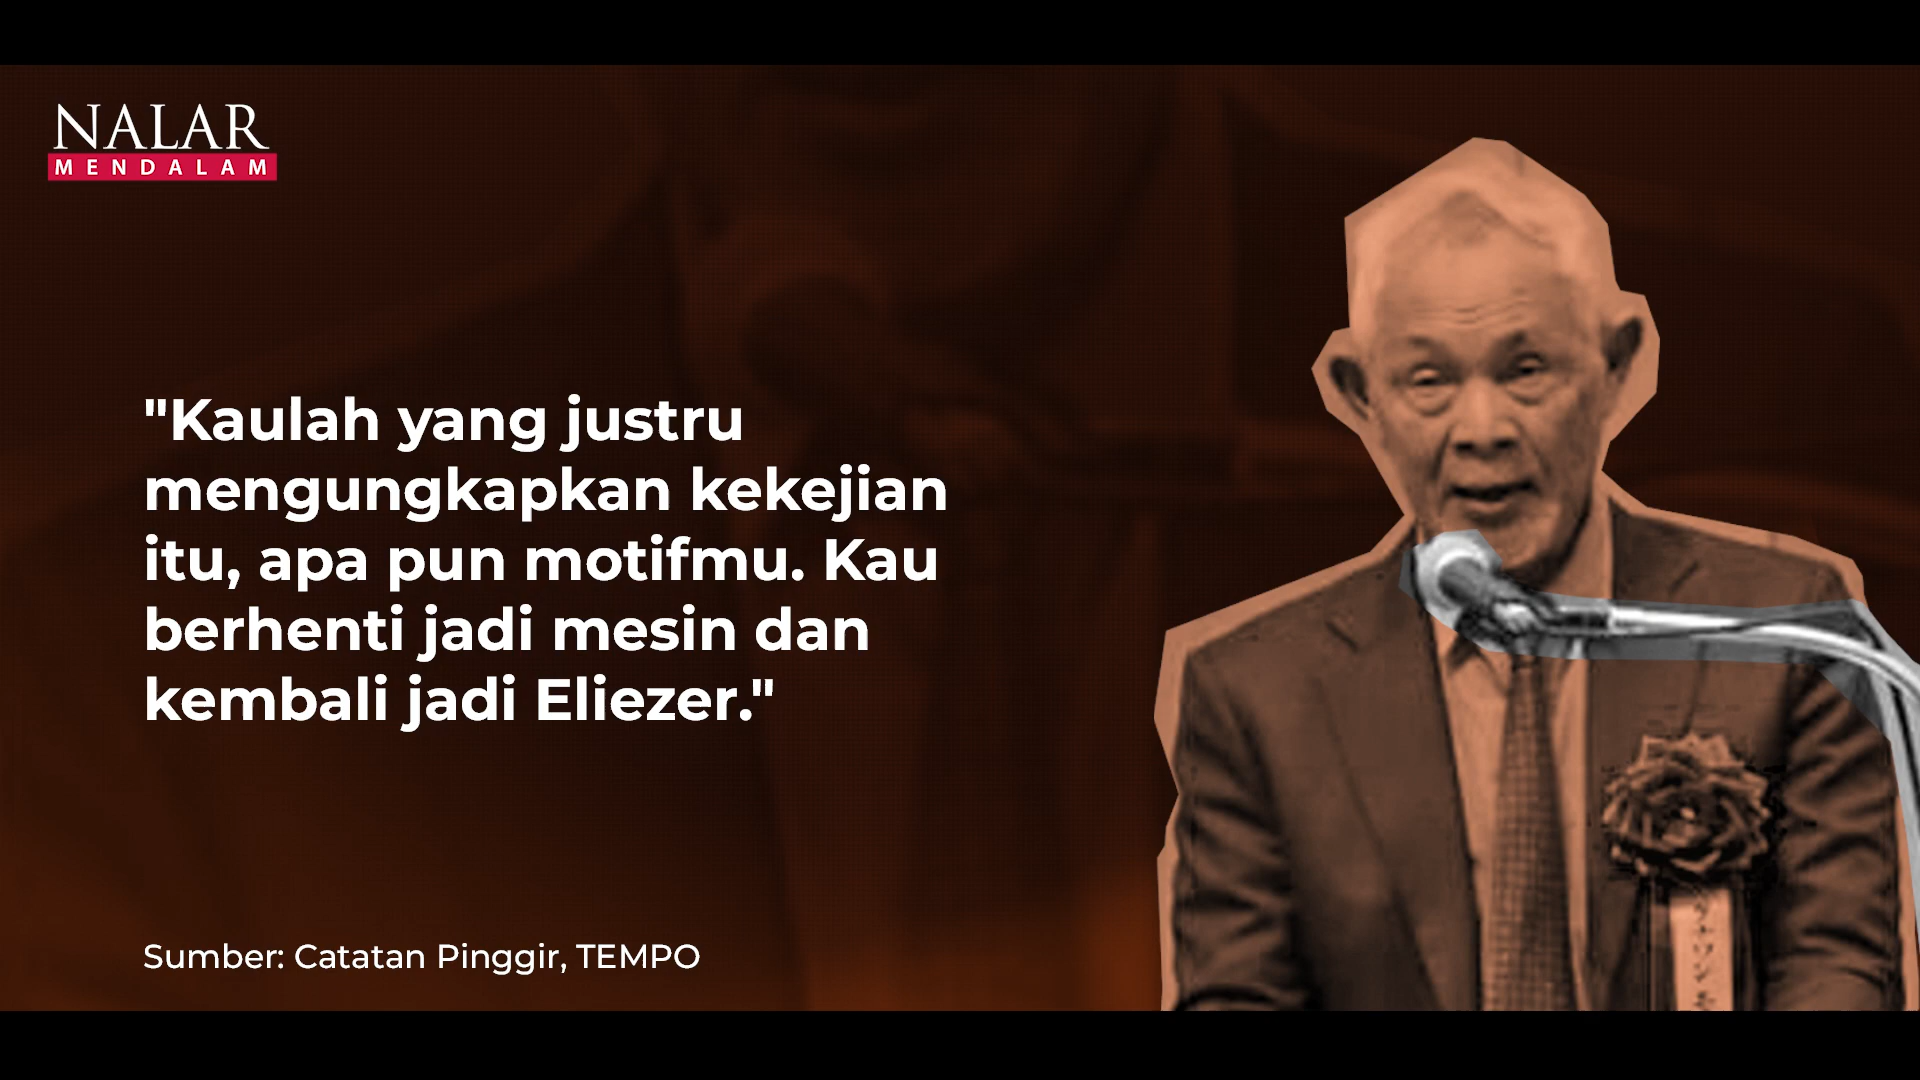 NALAR
MENDALAM
"Kaulah yang justru
mengungkapkan kekejian
itu, apa pun motifmu. Kau
berhenti jadi mesin dan
kembali jadi Eliezer."
Sumber: Catatan Pinggir, TEMPO